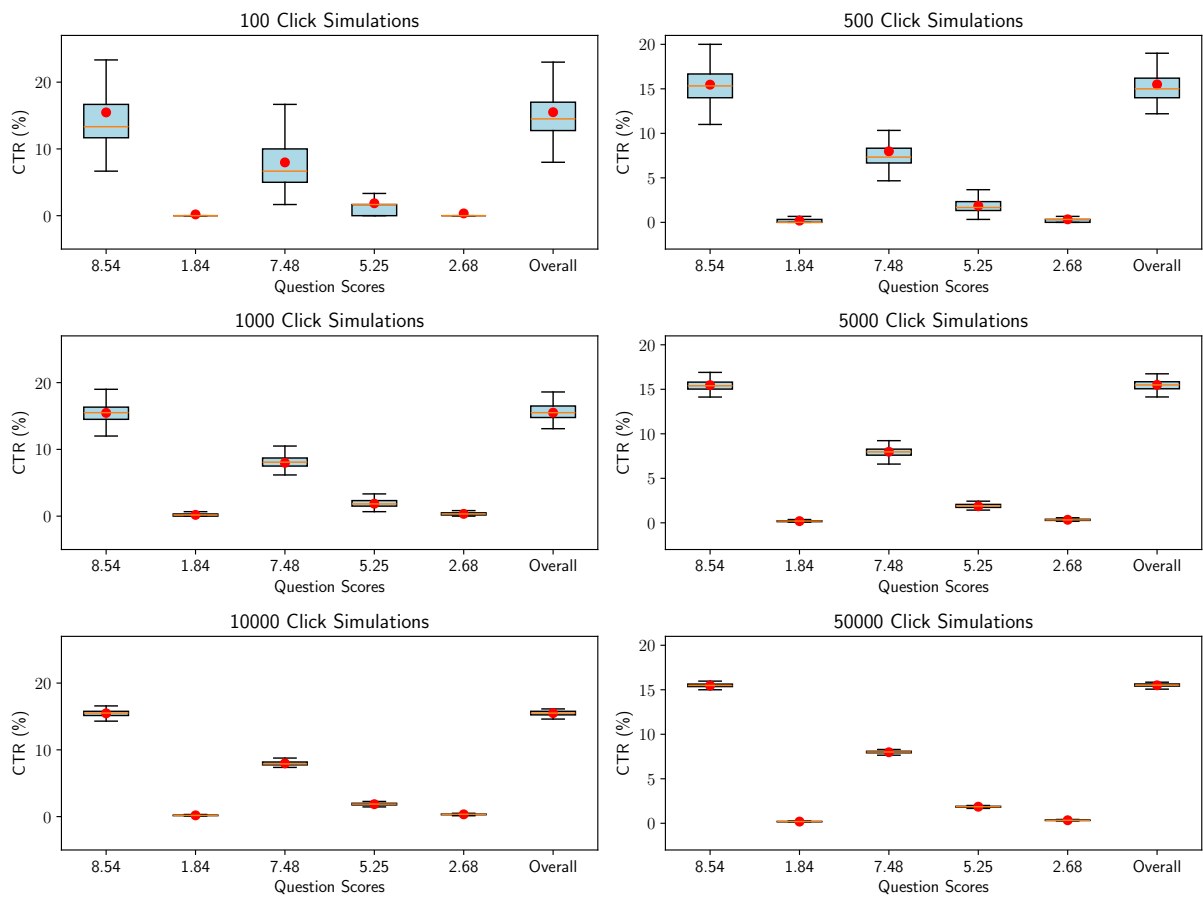 100 Click Simulations
CTR (%)
20
10
0
8.54 1.84 7.48 5.25 2.68 Overall
Question Scores
500 Click Simulations
CTR (%)
20
15
10
5
0
8.54 1.84 7.48 5.25 2.68 Overall
Question Scores
1000 Click Simulations
CTR (%)
20
10
0
8.54 1.84 7.48 5.25 2.68 Overall
Question Scores
5000 Click Simulations
CTR (%)
20
15
10
5
0
8.54 1.84 7.48 5.25 2.68 Overall
Question Scores
10000 Click Simulations
CTR (%)
20
10
0
8.54 1.84 7.48 5.25 2.68 Overall
Question Scores
50000 Click Simulations
CTR (%)
20
15
10
5
0
8.54 1.84 7.48 5.25 2.68 Overall
Question Scores